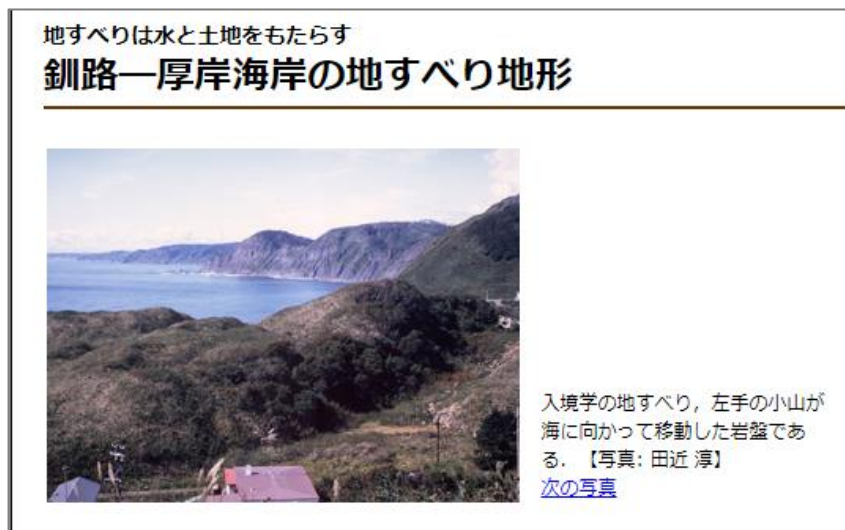 地すべりは水と土地をもたらす
釧路―厚岸海岸の地すべり地形
入境学の地すべり，左手の小山が
海に向かって移動した岩盤であ
る．【写真: 田近 淳】
次の写真